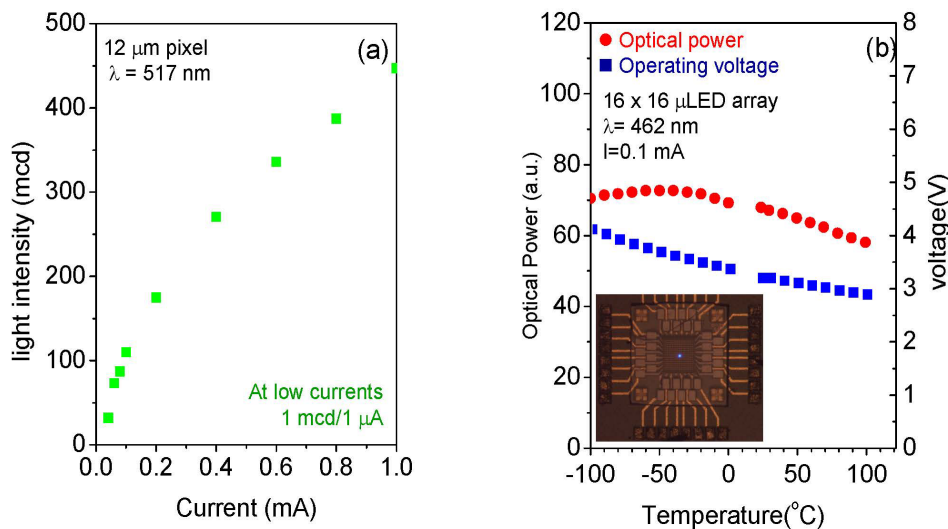 500
400
300
200
100
0
0.0 0.2 0.4 0.6 0.8 1.0
light intensity (mcd)
Current (mA)
12 μm pixel
λ = 517 nm
(a)
At low currents
1 mcd/1 μA
120
100
80
60
40
20
0
-100 -50 0 50 100
8
7
6
5
4
3
2
1
0
Optical Power (a.u.)
voltage(V)
Temperature(°C)
Optical power
Operating voltage
(b)
16 x 16 μLED array
λ= 462 nm
I=0.1 mA